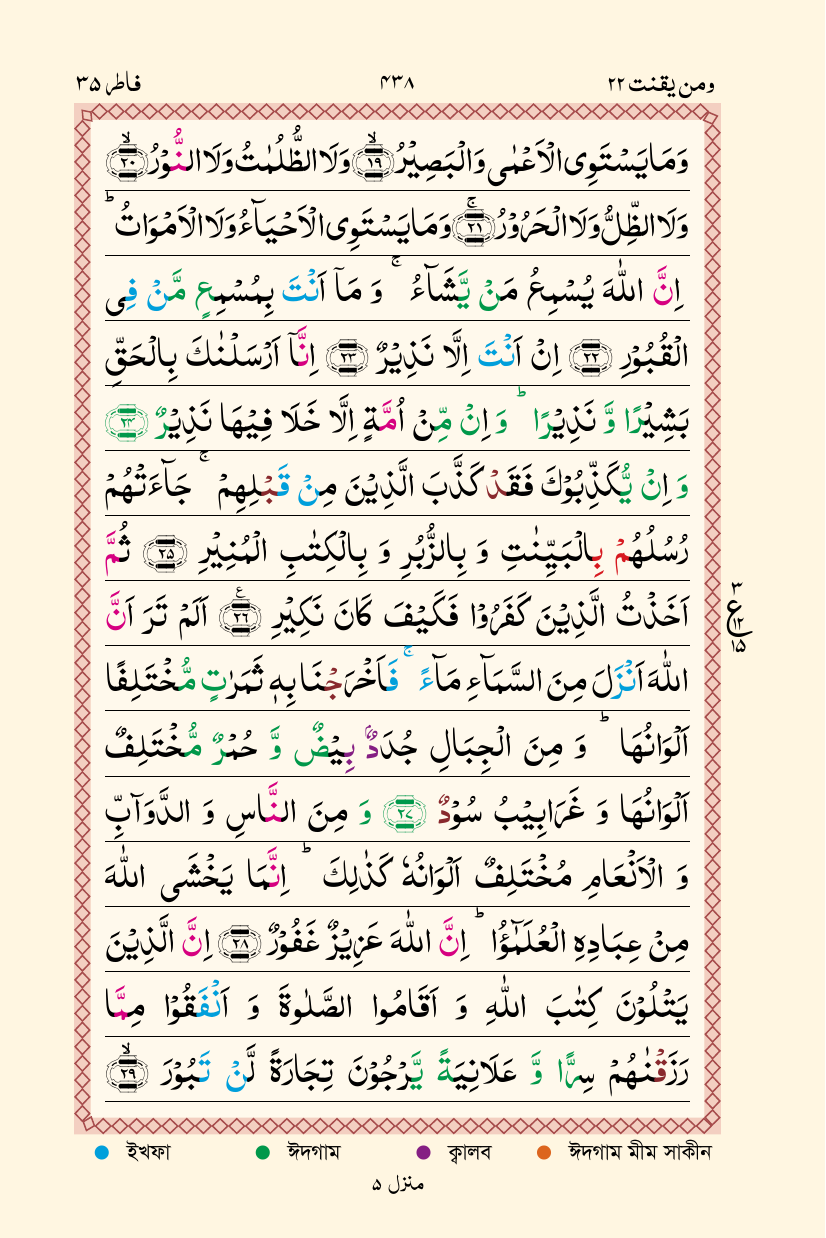 ومن يقنت ٢٢ ٤٣٨ فاطر ٣٥
وَمَا يَسْتَوِى الْاَعْمٰى وَالْبَصِيْرُ ۙ﴿١٩﴾ وَلَا الظُّلُمٰتُ وَلَا النُّوْرُ ۙ﴿٢٠﴾
وَلَا الظِّلُّ وَلَا الْحَرُوْرُ ۚ﴿٢١﴾ وَمَا يَسْتَوِى الْاَحْيَآءُ وَلَا الْاَمْوَاتُ ؕ
اِنَّ اللّٰهَ يُسْمِعُ مَنْ يَّشَآءُ ۚ وَ مَاۤ اَنْتَ بِمُسْمِعٍ مَّنْ فِى
الْقُبُوْرِ ﴿٢٢﴾ اِنْ اَنْتَ اِلَّا نَذِيْرٌ ﴿٢٣﴾ اِنَّاۤ اَرْسَلْنٰكَ بِالْحَقِّ
بَشِيْرًا وَّ نَذِيْرًا ؕ وَ اِنْ مِّنْ اُمَّةٍ اِلَّا خَلَا فِيْهَا نَذِيْرٌ ﴿٢٤﴾
وَ اِنْ يُّكَذِّبُوْكَ فَقَدْ كَذَّبَ الَّذِيْنَ مِنْ قَبْلِهِمْ ۚ جَآءَتْهُمْ
رُسُلُهُمْ بِالْبَيِّنٰتِ وَ بِالزُّبُرِ وَ بِالْكِتٰبِ الْمُنِيْرِ ﴿٢٥﴾ ثُمَّ
اَخَذْتُ الَّذِيْنَ كَفَرُوْا فَكَيْفَ كَانَ نَكِيْرِ ﴿٢٦﴾ع اَلَمْ تَرَ اَنَّ
٣
ع
١٢
١٥
اللّٰهَ اَنْزَلَ مِنَ السَّمَآءِ مَآءً ۚ فَاَخْرَجْنَا بِهٖ ثَمَرٰتٍ مُّخْتَلِفًا
اَلْوَانُهَا ؕ وَ مِنَ الْجِبَالِ جُدَدٌۢ بِيْضٌ وَّ حُمْرٌ مُّخْتَلِفٌ
اَلْوَانُهَا وَ غَرَابِيْبُ سُوْدٌ ﴿٢٧﴾ وَ مِنَ النَّاسِ وَ الدَّوَآبِّ
وَ الْاَنْعَامِ مُخْتَلِفٌ اَلْوَانُهٗ كَذٰلِكَ ؕ اِنَّمَا يَخْشَى اللّٰهَ
مِنْ عِبَادِهِ الْعُلَمٰٓؤُا ؕ اِنَّ اللّٰهَ عَزِيْزٌ غَفُوْرٌ ﴿٢٨﴾ اِنَّ الَّذِيْنَ
يَتْلُوْنَ كِتٰبَ اللّٰهِ وَ اَقَامُوا الصَّلٰوةَ وَ اَنْفَقُوْا مِمَّا
رَزَقْنٰهُمْ سِرًّا وَّ عَلَانِيَةً يَّرْجُوْنَ تِجَارَةً لَّنْ تَبُوْرَ ۙ﴿٢٩﴾
ইখফা ঈদগাম ক্বালব ঈদগাম মীম সাকীন
منزل ٥